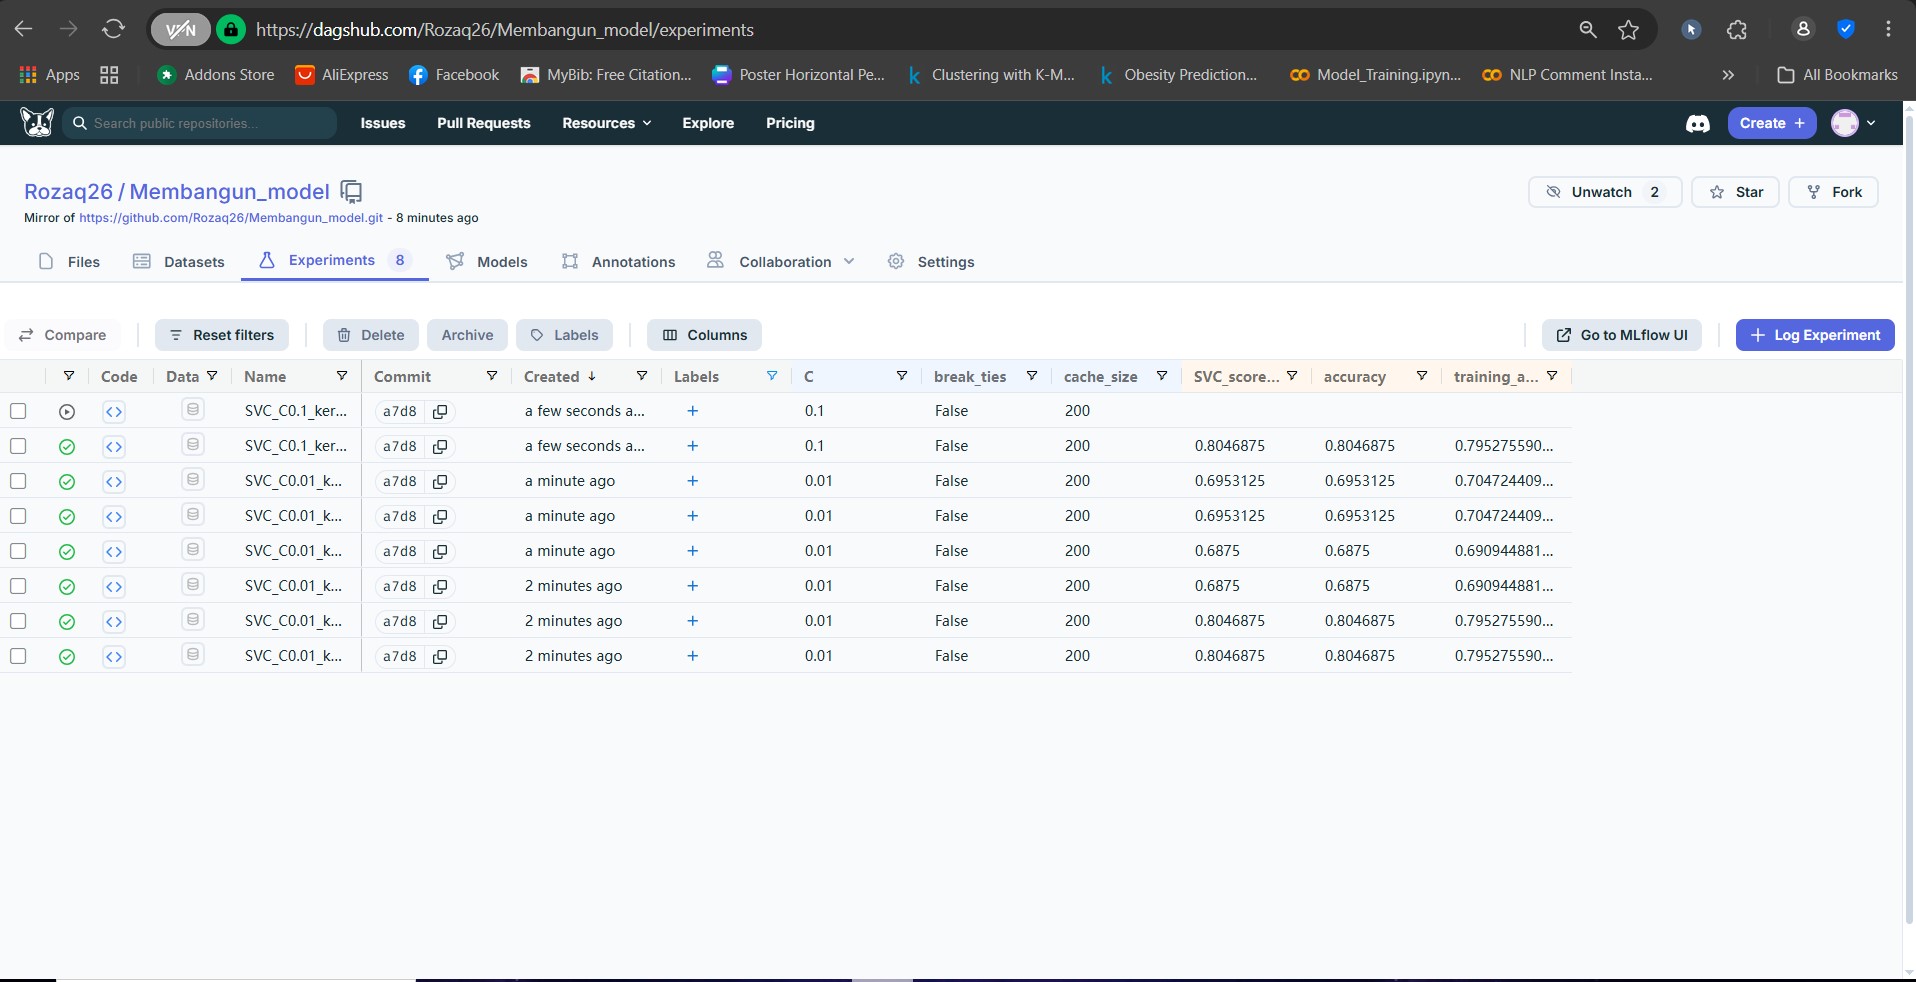 VPN https://dagshub.com/Rozaq26/Membangun_model/experiments
Apps Addons Store AliExpress Facebook MyBib: Free Citation... Poster Horizontal Pe... Clustering with K-M... Obesity Prediction... Model_Training.ipyn... NLP Comment Insta... » All Bookmarks
Search public repositories... Issues Pull Requests Resources Explore Pricing Create +
Rozaq26 / Membangun_model Unwatch 2 Star Fork
Mirror of https://github.com/Rozaq26/Membangun_model.git - 8 minutes ago
Files Datasets Experiments 8 Models Annotations Collaboration Settings
Compare Reset filters Delete Archive Labels Columns Go to MLflow UI + Log Experiment
Code Data Name Commit Created ↓ Labels C break_ties cache_size SVC_score... accuracy training_a...
SVC_C0.1_ker... a7d8 a few seconds a... + 0.1 False 200
SVC_C0.1_ker... a7d8 a few seconds a... + 0.1 False 200 0.8046875 0.8046875 0.795275590...
SVC_C0.01_k... a7d8 a minute ago + 0.01 False 200 0.6953125 0.6953125 0.704724409...
SVC_C0.01_k... a7d8 a minute ago + 0.01 False 200 0.6953125 0.6953125 0.704724409...
SVC_C0.01_k... a7d8 a minute ago + 0.01 False 200 0.6875 0.6875 0.690944881...
SVC_C0.01_k... a7d8 2 minutes ago + 0.01 False 200 0.6875 0.6875 0.690944881...
SVC_C0.01_k... a7d8 2 minutes ago + 0.01 False 200 0.8046875 0.8046875 0.795275590...
SVC_C0.01_k... a7d8 2 minutes ago + 0.01 False 200 0.8046875 0.8046875 0.795275590...